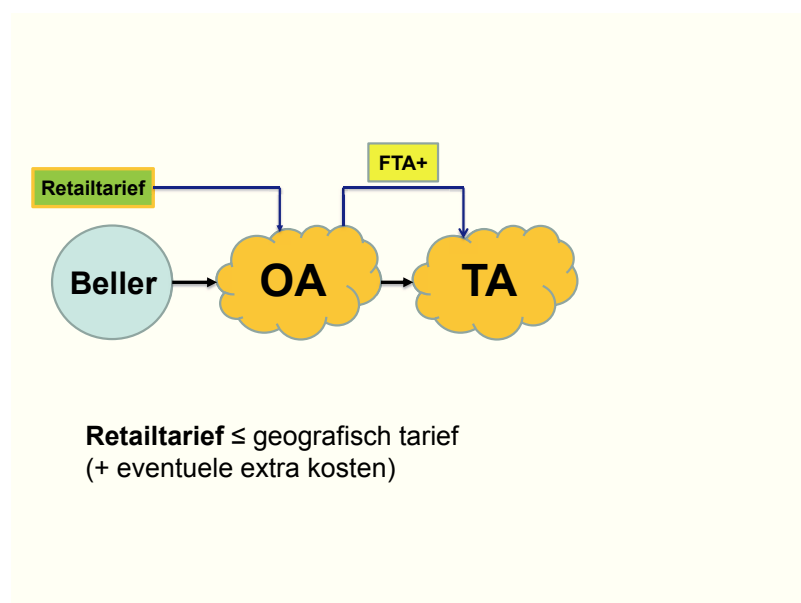 FTA+
Retailtarief
Beller
OA
TA
Retailtarief ≤ geografisch tarief
(+ eventuele extra kosten)